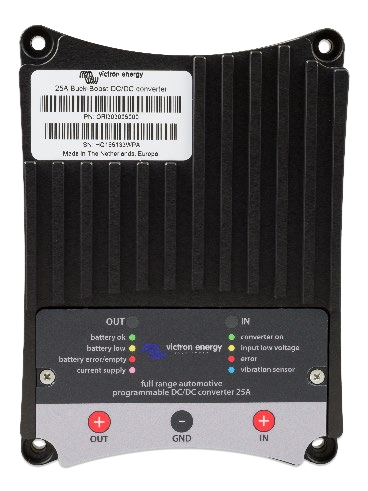 victron energy
25A Buck-Boost DC/DC converter
Made in The Netherlands, Europa
OUT
IN
battery ok
converter on
victron energy
battery low
input low voltage
battery error/empty
error
current supply
vibration sensor
full range automotive
programmable DC/DC converter 25A
+
-
+
OUT
GND
IN